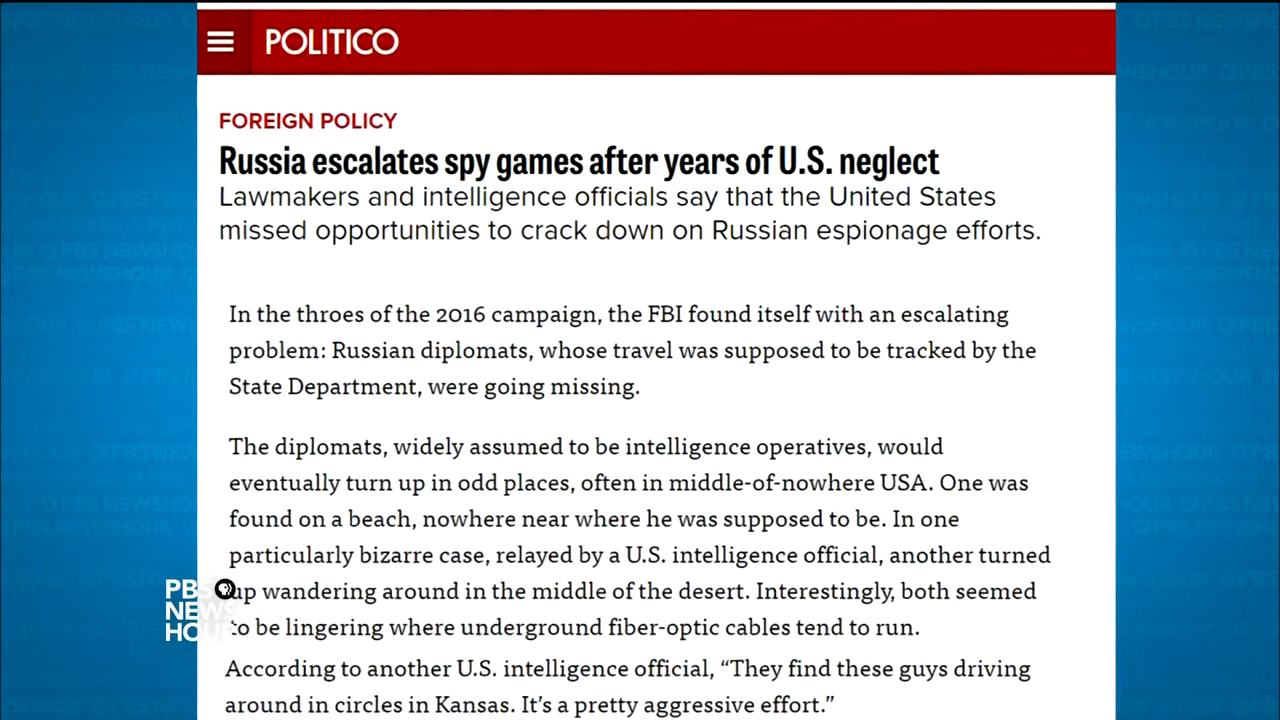 POLITICO
FOREIGN POLICY
Russia escalates spy games after years of U.S. neglect
Lawmakers and intelligence officials say that the United States
missed opportunities to crack down on Russian espionage efforts.
In the throes of the 2016 campaign, the FBI found itself with an escalating
problem: Russian diplomats, whose travel was supposed to be tracked by the
State Department, were going missing.
The diplomats, widely assumed to be intelligence operatives, would
eventually turn up in odd places, often in middle-of-nowhere USA. One was
found on a beach, nowhere near where he was supposed to be. In one
particularly bizarre case, relayed by a U.S. intelligence official, another turned
up wandering around in the middle of the desert. Interestingly, both seemed
to be lingering where underground fiber-optic cables tend to run.
According to another U.S. intelligence official, “They find these guys driving
around in circles in Kansas. It’s a pretty aggressive effort.”
PBS
NEWS
HOUR